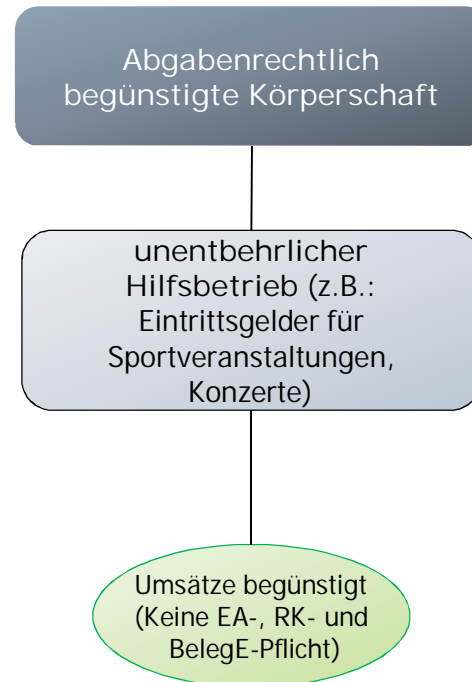 Abgabenrechtlich
begünstigte Körperschaft
unentbehrlicher
Hilfsbetrieb (z.B.:
Eintrittsgelder für
Sportveranstaltungen,
Konzerte)
Umsätze begünstigt
(Keine EA-, RK- und
BelegE-Pflicht)